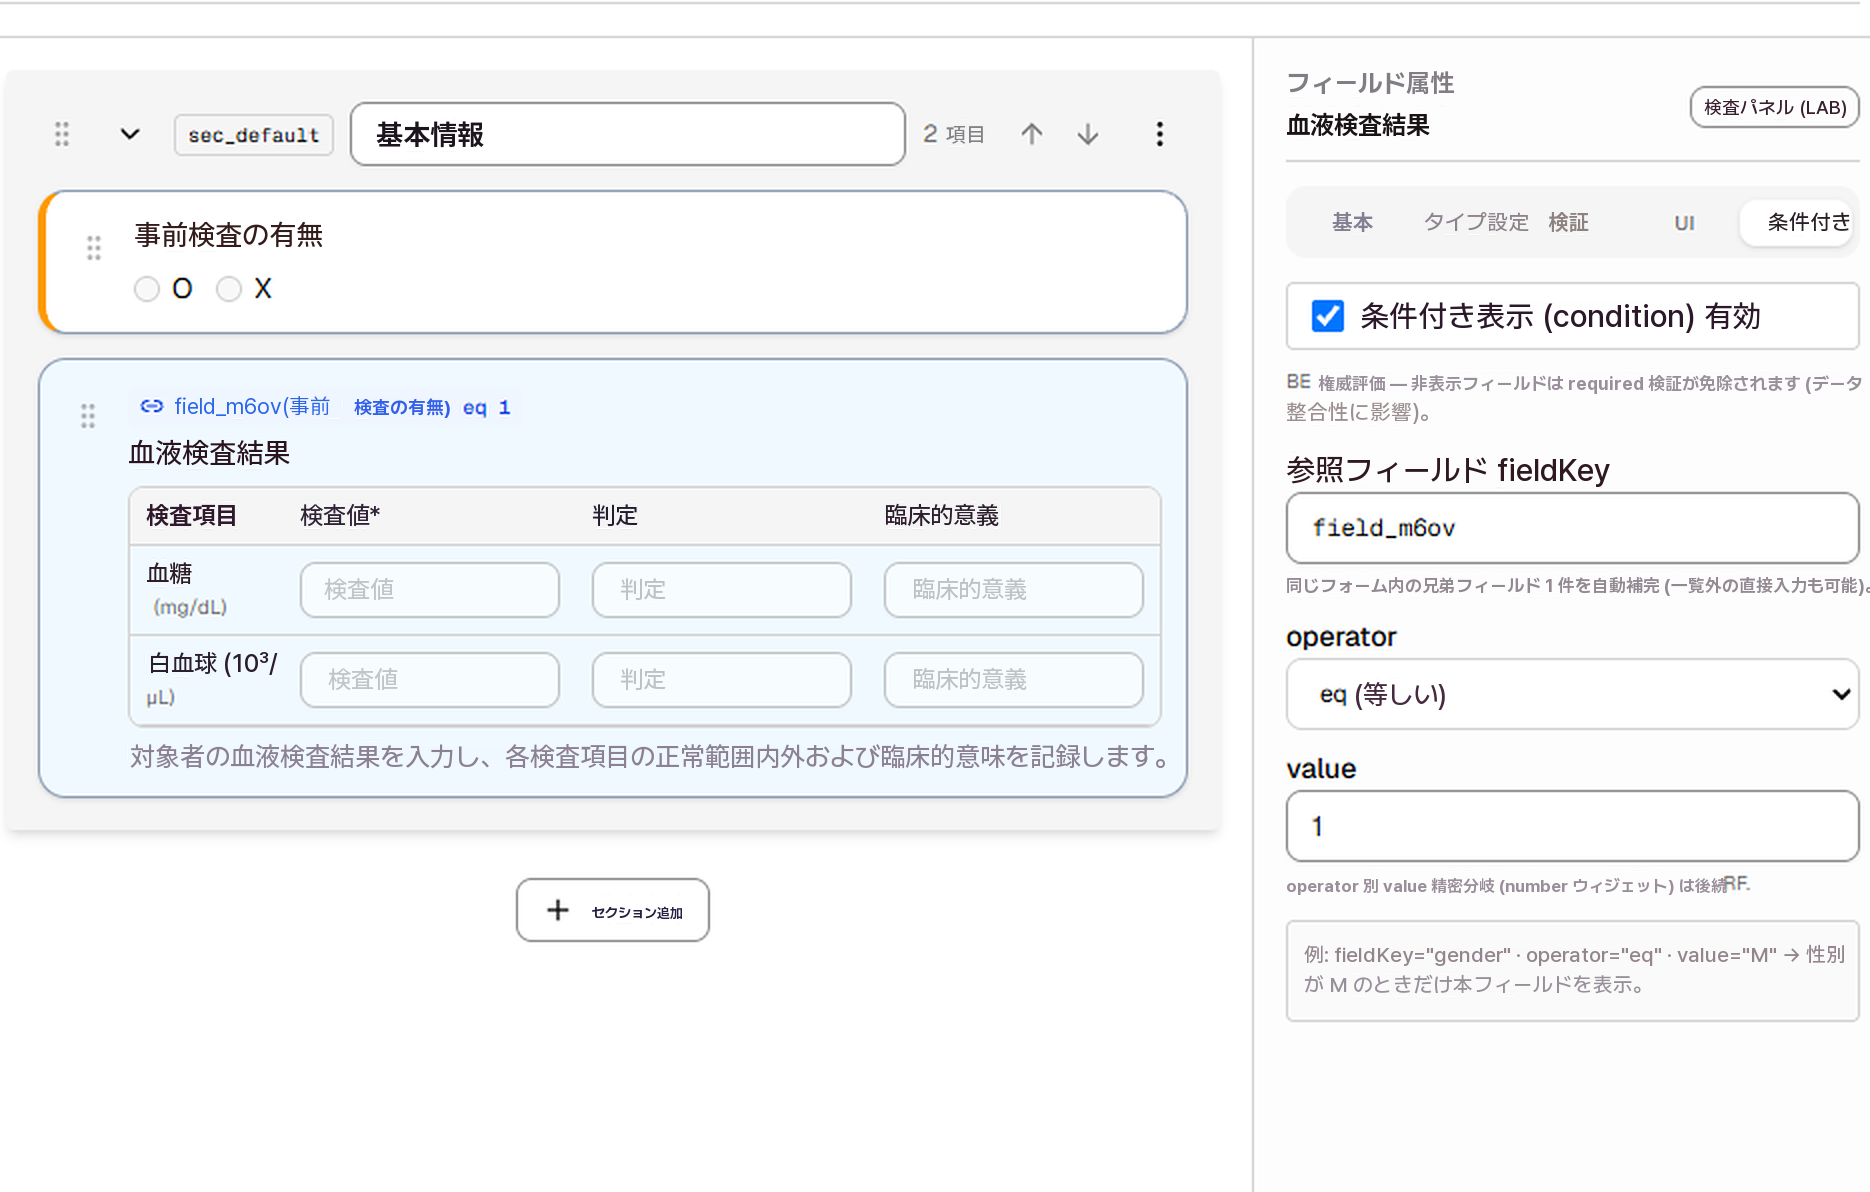 sec_default
基本情報
2 項目
事前検査の有無
O X
field_m6ov(事前 検査の有無) eq 1
血液検査結果
検査項目 検査値* 判定 臨床的意義
血糖
(mg/dL)
検査値 判定 臨床的意義
白血球 (10³/
μL)
検査値 判定 臨床的意義
対象者の血液検査結果を入力し、各検査項目の正常範囲内外および臨床的意味を記録します。
セクション追加
フィールド属性
血液検査結果
検査パネル (LAB)
基本 タイプ設定 検証 UI 条件付き
条件付き表示 (condition) 有効
BE 権威評価 — 非表示フィールドは required 検証が免除されます (データ
整合性に影響)。
参照フィールド fieldKey
field_m6ov
同じフォーム内の兄弟フィールド 1 件を自動補完 (一覧外の直接入力も可能)。
operator
eq (等しい)
value
1
operator 別 value 精密分岐 (number ウィジェット) は後続RF.
例: fieldKey="gender" · operator="eq" · value="M" → 性別
が M のときだけ本フィールドを表示。